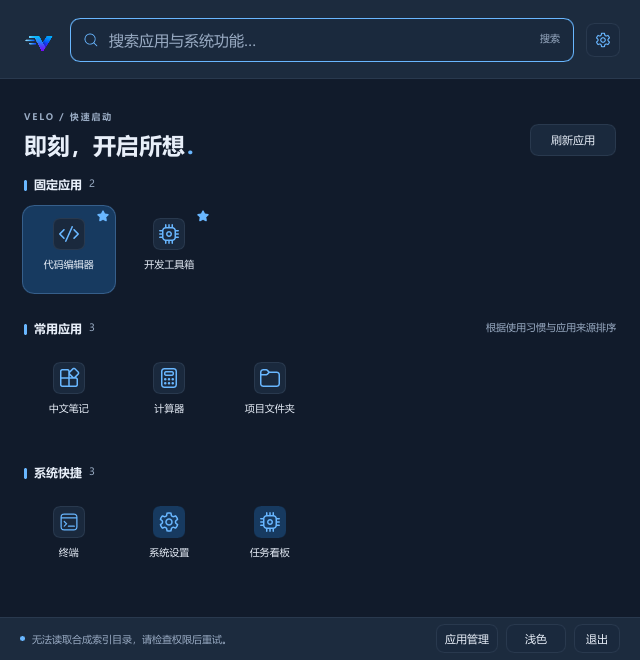 搜索应用与系统功能...
搜索
VELO / 快速启动
即刻，开启所想.
刷新应用
固定应用 2
代码编辑器
开发工具箱
常用应用 3
根据使用习惯与应用来源排序
中文笔记
计算器
项目文件夹
系统快捷 3
终端
系统设置
任务看板
无法读取合成索引目录，请检查权限后重试。
应用管理
浅色
退出